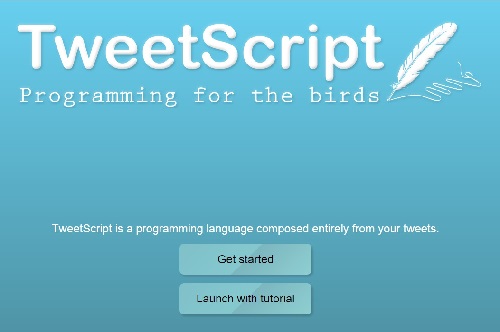 TweetScript
Programming for the birds
TweetScript is a programming language composed entirely from your tweets.
Get started
Launch with tutorial